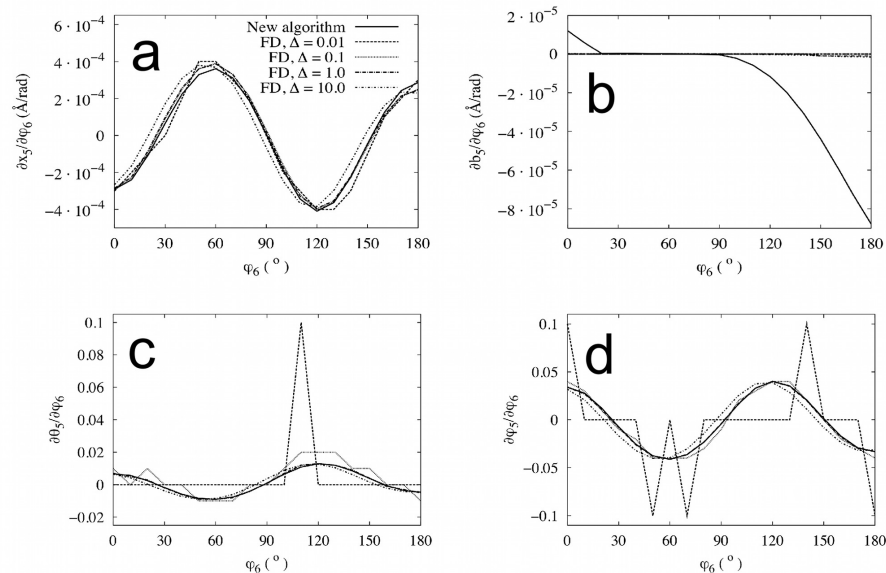 a
New algorithm
FD, Δ = 0.01
FD, Δ = 0.1
FD, Δ = 1.0
FD, Δ = 10.0
∂x₅/∂φ₆ (Å/rad)
6 · 10⁻⁴
4 · 10⁻⁴
2 · 10⁻⁴
0
−2 · 10⁻⁴
−4 · 10⁻⁴
0 30 60 90 120 150 180
φ₆ ( ° )
b
∂b₅/∂φ₆ (Å/rad)
2 · 10⁻⁵
0
−2 · 10⁻⁵
−4 · 10⁻⁵
−6 · 10⁻⁵
−8 · 10⁻⁵
0 30 60 90 120 150 180
φ₆ ( ° )
c
∂θ₅/∂φ₆
0.1
0.08
0.06
0.04
0.02
0
−0.02
0 30 60 90 120 150 180
φ₆ ( ° )
d
∂φ₅/∂φ₆
0.1
0.05
0
−0.05
−0.1
0 30 60 90 120 150 180
φ₆ ( ° )